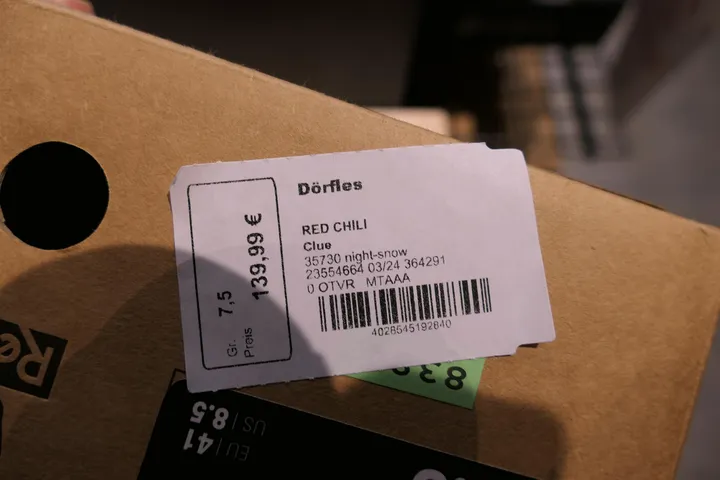 Dörfles
RED CHILI
Clue
35730 night-snow
23554664 03/24 364291
0 OTVR MTAAA
4028545192840
Gr. 7,5
Preis 139,99 €
EU | 41
US | 8.5